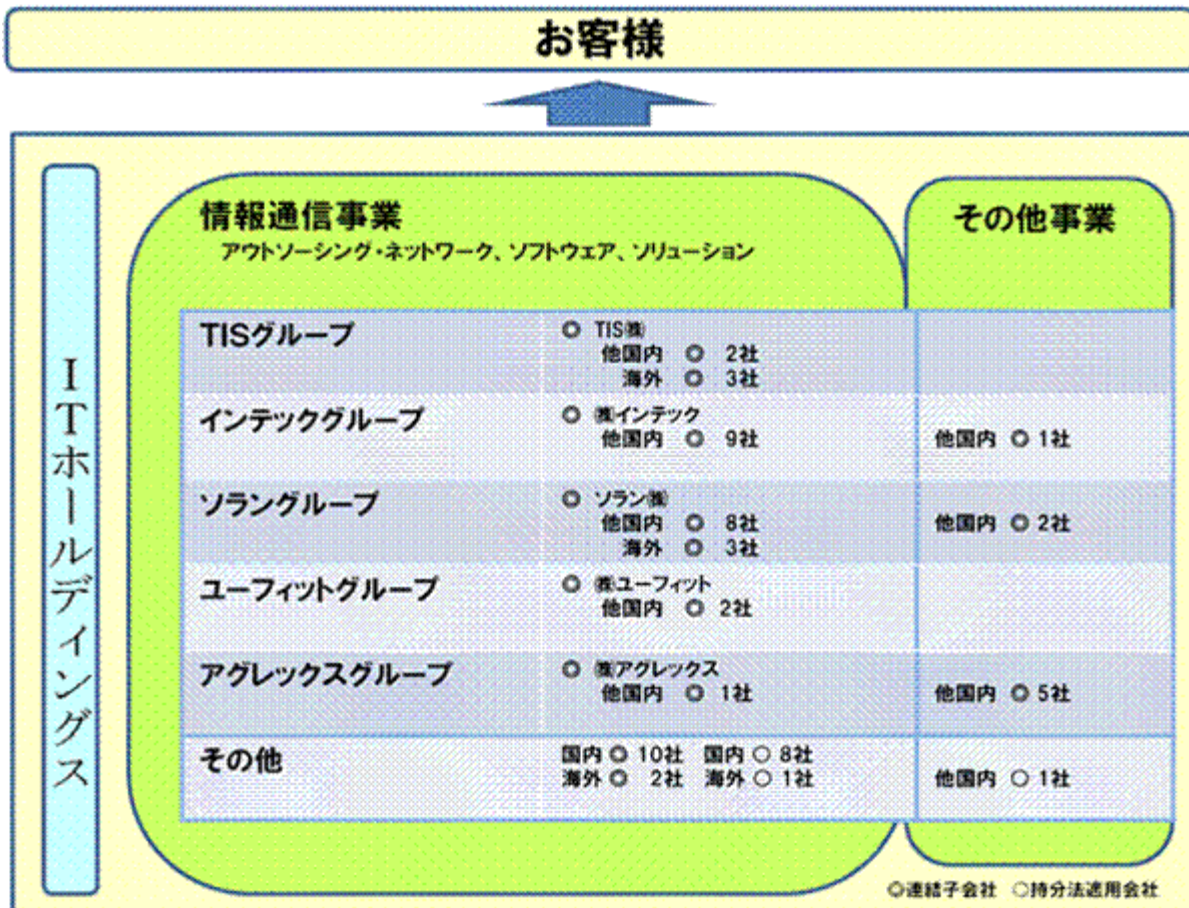 お客様
ITホールディングス
情報通信事業
アウトソーシング・ネットワーク、ソフトウェア、ソリューション
その他事業
TISグループ
◎ TIS㈱
他国内 ◎ 2社
海外 ◎ 3社
インテックグループ
◎ ㈱インテック
他国内 ◎ 9社
他国内 ◎ 1社
ソラングループ
◎ ソラン㈱
他国内 ◎ 8社
海外 ◎ 3社
他国内 ◎ 2社
ユーフィットグループ
◎ ㈱ユーフィット
他国内 ◎ 2社
アグレックスグループ
◎ ㈱アグレックス
他国内 ◎ 1社
他国内 ◎ 5社
その他
国内 ◎ 10社 国内 ○ 8社
海外 ◎ 2社 海外 ○ 1社
他国内 ○ 1社
◎連結子会社 ○持分法適用会社